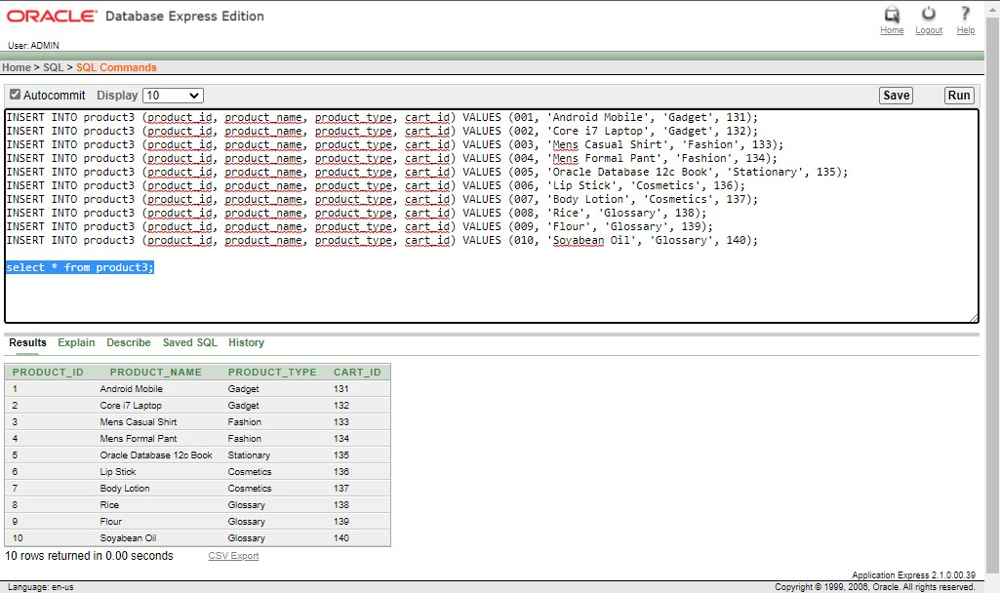 ORACLE® Database Express Edition
Home Logout Help
User: ADMIN
Home > SQL > SQL Commands
Autocommit Display 10 Save Run
INSERT INTO product3 (product_id, product_name, product_type, cart_id) VALUES (001, 'Android Mobile', 'Gadget', 131);
INSERT INTO product3 (product_id, product_name, product_type, cart_id) VALUES (002, 'Core i7 Laptop', 'Gadget', 132);
INSERT INTO product3 (product_id, product_name, product_type, cart_id) VALUES (003, 'Mens Casual Shirt', 'Fashion', 133);
INSERT INTO product3 (product_id, product_name, product_type, cart_id) VALUES (004, 'Mens Formal Pant', 'Fashion', 134);
INSERT INTO product3 (product_id, product_name, product_type, cart_id) VALUES (005, 'Oracle Database 12c Book', 'Stationary', 135);
INSERT INTO product3 (product_id, product_name, product_type, cart_id) VALUES (006, 'Lip Stick', 'Cosmetics', 136);
INSERT INTO product3 (product_id, product_name, product_type, cart_id) VALUES (007, 'Body Lotion', 'Cosmetics', 137);
INSERT INTO product3 (product_id, product_name, product_type, cart_id) VALUES (008, 'Rice', 'Glossary', 138);
INSERT INTO product3 (product_id, product_name, product_type, cart_id) VALUES (009, 'Flour', 'Glossary', 139);
INSERT INTO product3 (product_id, product_name, product_type, cart_id) VALUES (010, 'Soyabean Oil', 'Glossary', 140);
select * from product3;
Results Explain Describe Saved SQL History
PRODUCT_ID PRODUCT_NAME PRODUCT_TYPE CART_ID
1 Android Mobile Gadget 131
2 Core i7 Laptop Gadget 132
3 Mens Casual Shirt Fashion 133
4 Mens Formal Pant Fashion 134
5 Oracle Database 12c Book Stationary 135
6 Lip Stick Cosmetics 136
7 Body Lotion Cosmetics 137
8 Rice Glossary 138
9 Flour Glossary 139
10 Soyabean Oil Glossary 140
10 rows returned in 0.00 seconds CSV Export
Application Express 2.1.0.00.39
Language: en-us Copyright © 1999, 2006, Oracle. All rights reserved.